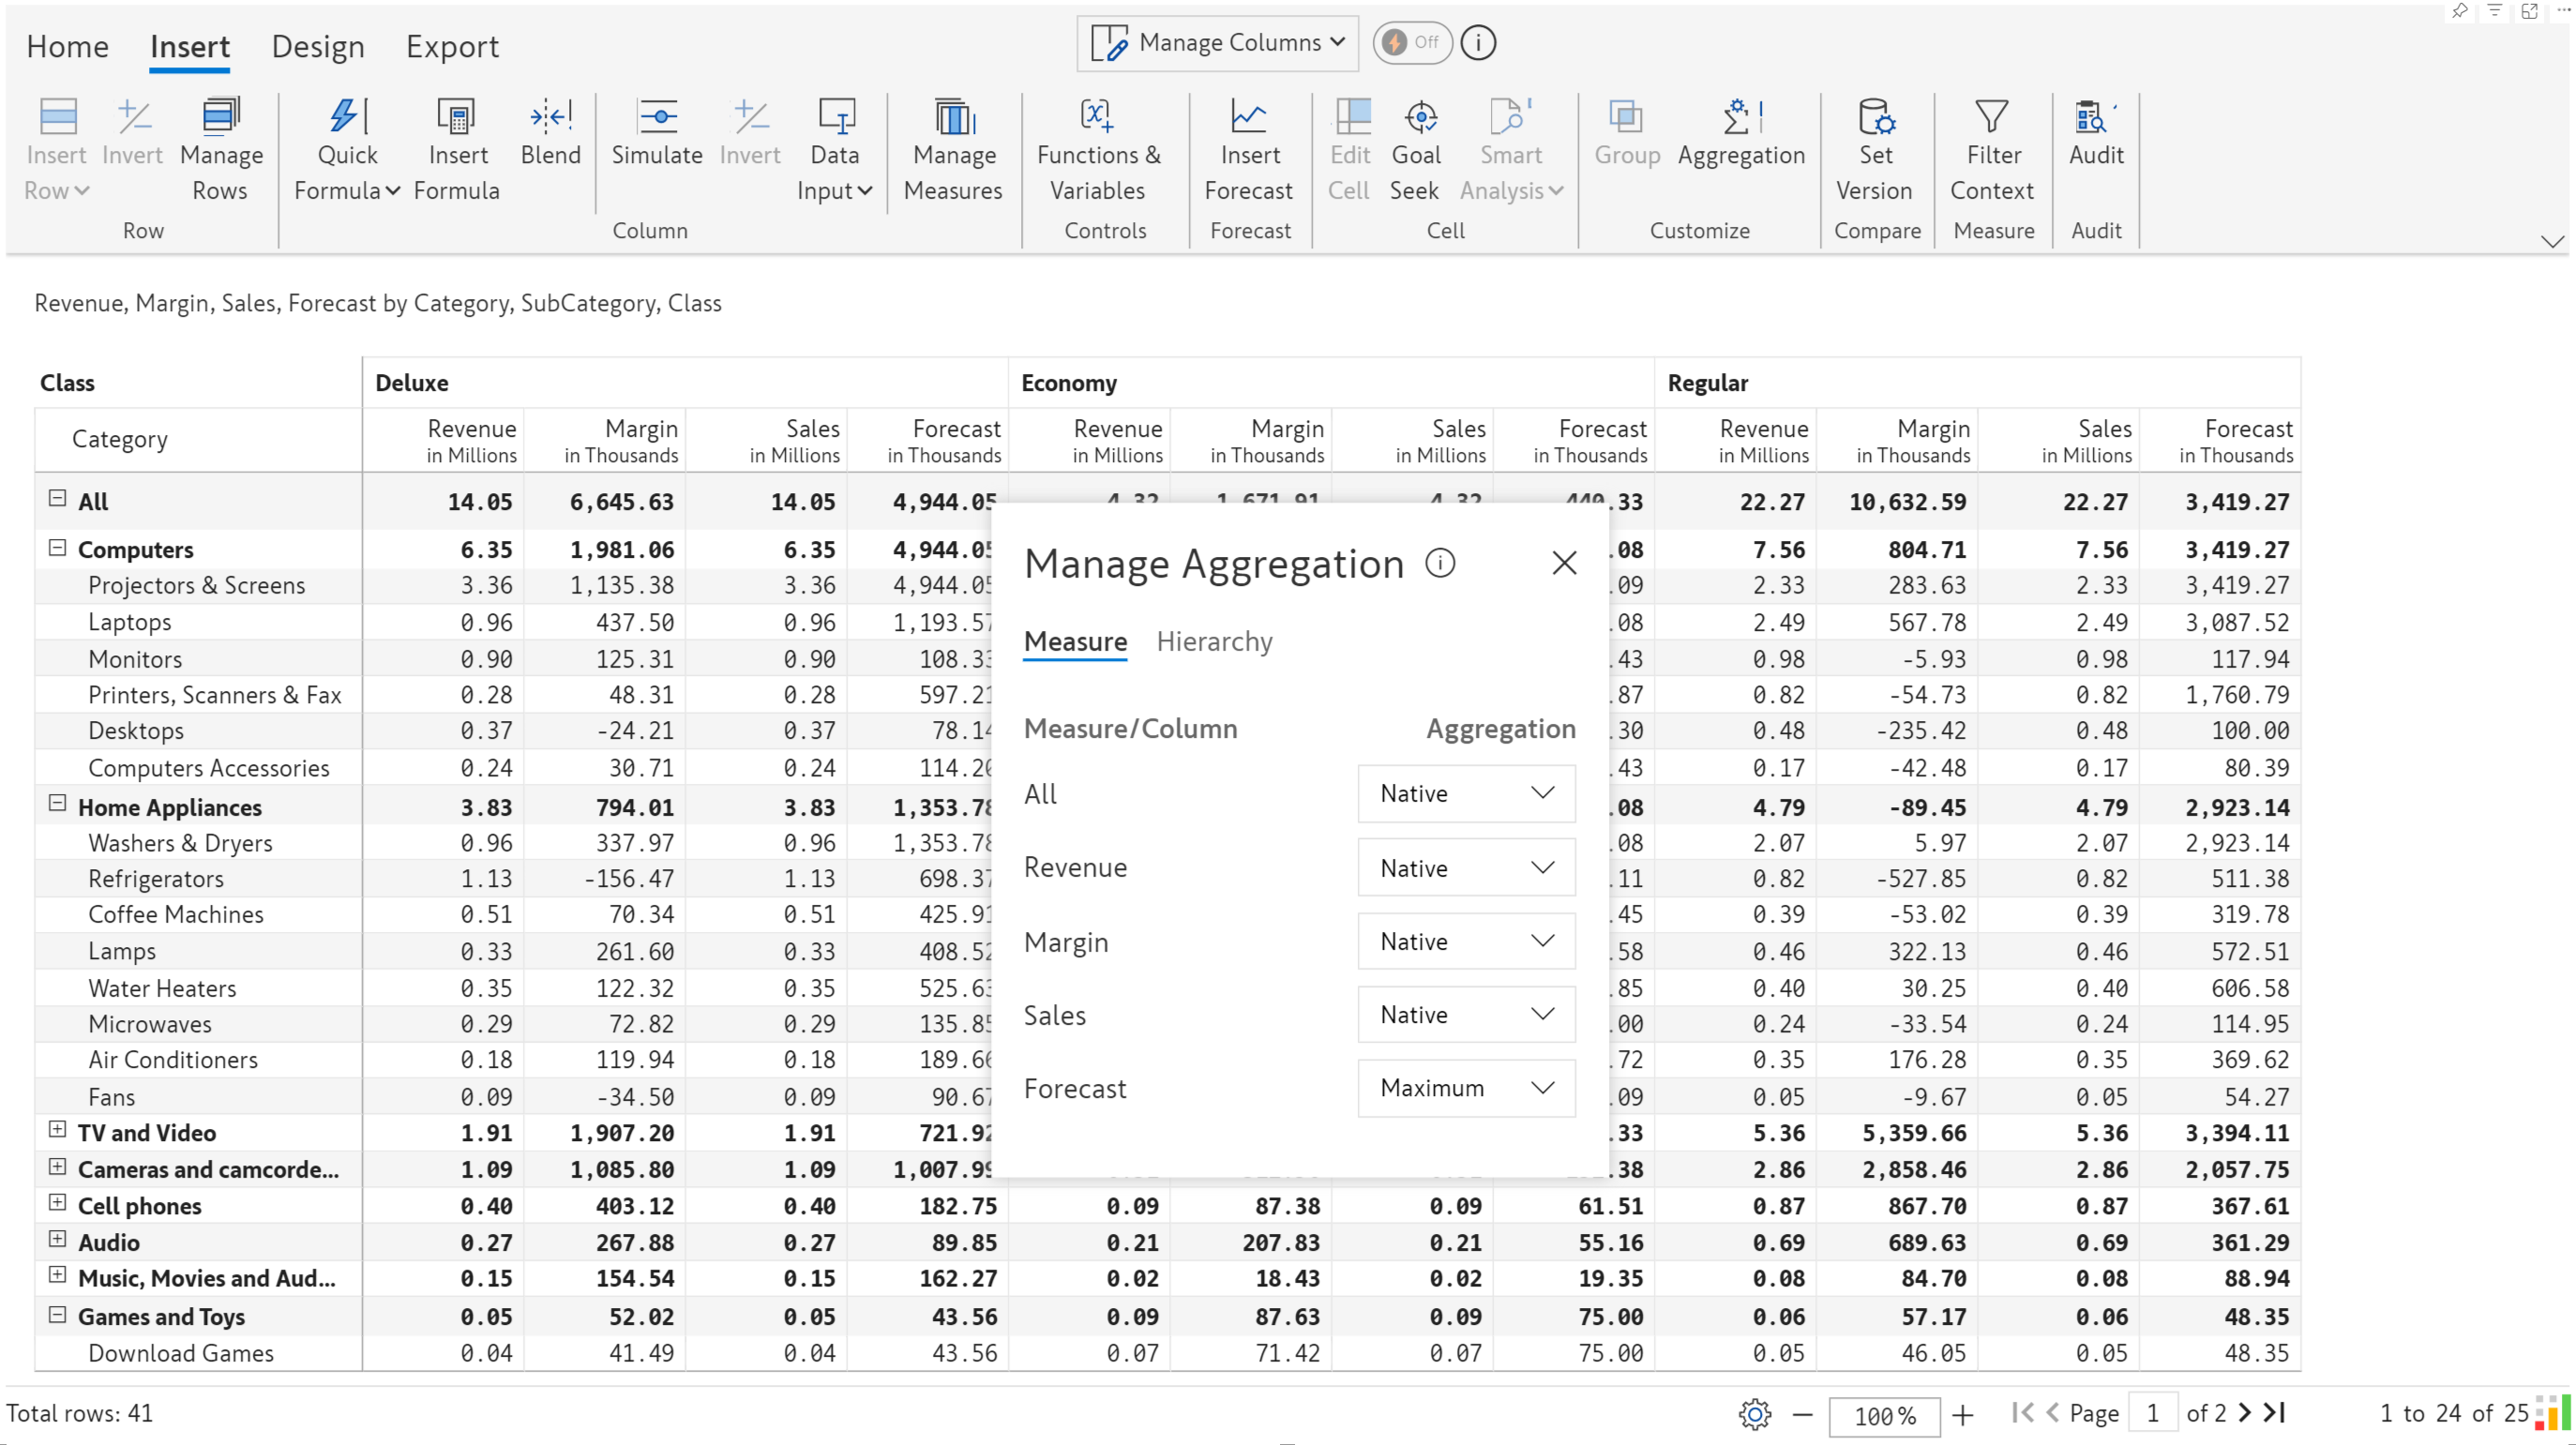 Home Insert Design Export Manage Columns Off
Insert Row Invert Manage Rows Quick Formula Insert Formula Blend Simulate Invert Data Input Manage Measures Functions & Variables Insert Forecast Edit Cell Goal Seek Smart Analysis Group Aggregation Set Version Filter Context Audit
Row Column Controls Forecast Cell Customize Compare Measure Audit
Revenue, Margin, Sales, Forecast by Category, SubCategory, Class
Class Deluxe Economy Regular
Category Revenue Margin Sales Forecast Revenue Margin Sales Forecast Revenue Margin Sales Forecast
in Millions in Thousands in Millions in Thousands in Millions in Thousands in Millions in Thousands in Millions in Thousands in Millions in Thousands
All 14.05 6,645.63 14.05 4,944.05 4.32 1,671.91 4.32 440.33 22.27 10,632.59 22.27 3,419.27
Computers 6.35 1,981.06 6.35 4,944.05 .08 7.56 804.71 7.56 3,419.27
Projectors & Screens 3.36 1,135.38 3.36 4,944.05 .09 2.33 283.63 2.33 3,419.27
Laptops 0.96 437.50 0.96 1,193.57 .08 2.49 567.78 2.49 3,087.52
Monitors 0.90 125.31 0.90 108.33 .43 0.98 -5.93 0.98 117.94
Printers, Scanners & Fax 0.28 48.31 0.28 597.21 .87 0.82 -54.73 0.82 1,760.79
Desktops 0.37 -24.21 0.37 78.14 .30 0.48 -235.42 0.48 100.00
Computers Accessories 0.24 30.71 0.24 114.20 .43 0.17 -42.48 0.17 80.39
Home Appliances 3.83 794.01 3.83 1,353.78 .08 4.79 -89.45 4.79 2,923.14
Washers & Dryers 0.96 337.97 0.96 1,353.78 .08 2.07 5.97 2.07 2,923.14
Refrigerators 1.13 -156.47 1.13 698.37 .11 0.82 -527.85 0.82 511.38
Coffee Machines 0.51 70.34 0.51 425.91 .45 0.39 -53.02 0.39 319.78
Lamps 0.33 261.60 0.33 408.52 .58 0.46 322.13 0.46 572.51
Water Heaters 0.35 122.32 0.35 525.63 .85 0.40 30.25 0.40 606.58
Microwaves 0.29 72.82 0.29 135.85 .00 0.24 -33.54 0.24 114.95
Air Conditioners 0.18 119.94 0.18 189.66 .72 0.35 176.28 0.35 369.62
Fans 0.09 -34.50 0.09 90.67 .09 0.05 -9.67 0.05 54.27
TV and Video 1.91 1,907.20 1.91 721.92 .33 5.36 5,359.66 5.36 3,394.11
Cameras and camcorde... 1.09 1,085.80 1.09 1,007.99 .38 2.86 2,858.46 2.86 2,057.75
Cell phones 0.40 403.12 0.40 182.75 0.09 87.38 0.09 61.51 0.87 867.70 0.87 367.61
Audio 0.27 267.88 0.27 89.85 0.21 207.83 0.21 55.16 0.69 689.63 0.69 361.29
Music, Movies and Aud... 0.15 154.54 0.15 162.27 0.02 18.43 0.02 19.35 0.08 84.70 0.08 88.94
Games and Toys 0.05 52.02 0.05 43.56 0.09 87.63 0.09 75.00 0.06 57.17 0.06 48.35
Download Games 0.04 41.49 0.04 43.56 0.07 71.42 0.07 75.00 0.05 46.05 0.05 48.35
Manage Aggregation
Measure Hierarchy
Measure/Column Aggregation
All Native
Revenue Native
Margin Native
Sales Native
Forecast Maximum
Total rows: 41 100% Page 1 of 2 1 to 24 of 25